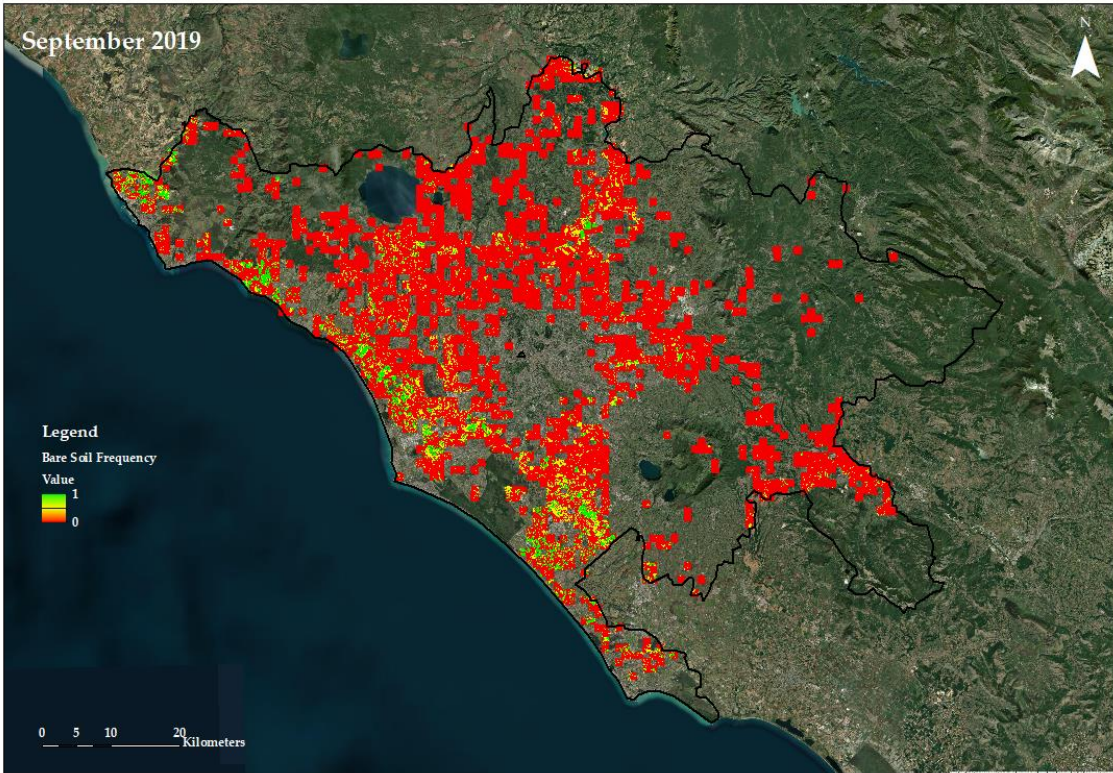 September 2019
N
Legend
Bare Soil Frequency
Value
1
0
0 5 10 20
Kilometers